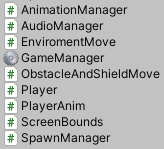 AnimationManager
AudioManager
EnviromentMove
GameManager
ObstacleAndShieldMove
Player
PlayerAnim
ScreenBounds
SpawnManager